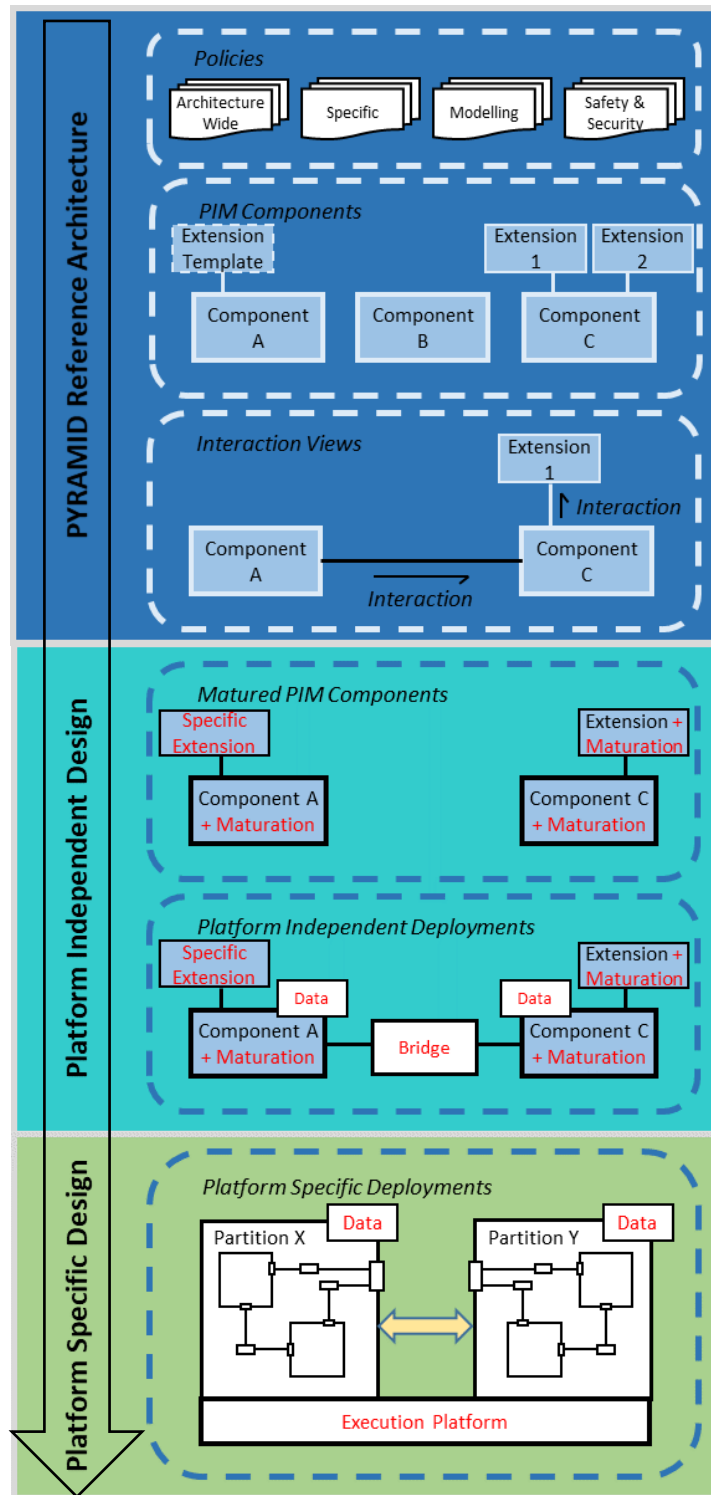 PYRAMID Reference Architecture
Policies
Architecture
Wide
Specific
Modelling
Safety &
Security
PIM Components
Extension
Template
Extension
1
Extension
2
Component
A
Component
B
Component
C
Interaction Views
Extension
1
Interaction
Component
A
Component
C
Interaction
Platform Independent Design
Matured PIM Components
Specific
Extension
Extension +
Maturation
Component A
+ Maturation
Component C
+ Maturation
Platform Independent Deployments
Specific
Extension
Extension +
Maturation
Data
Data
Component A
+ Maturation
Bridge
Component C
+ Maturation
Platform Specific Design
Platform Specific Deployments
Data
Data
Partition X
Partition Y
Execution Platform